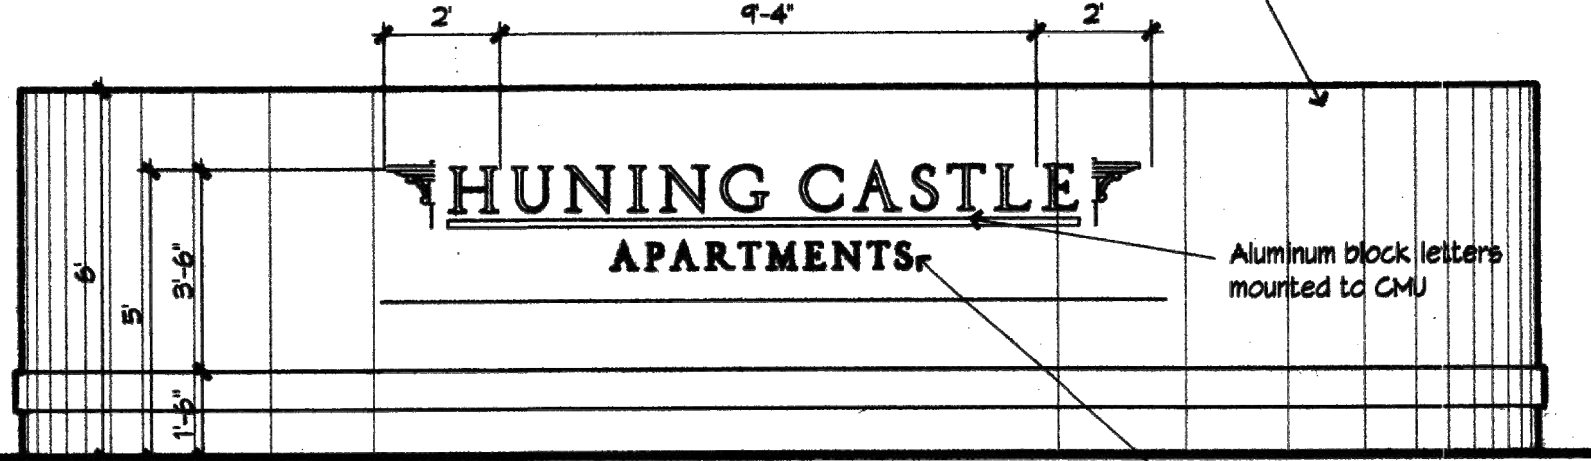 2' 9'-4" 2'
HUNING CASTLE
APARTMENTS
Aluminum block letters
mounted to CMU
6'
5'
3'-6"
1'-6"